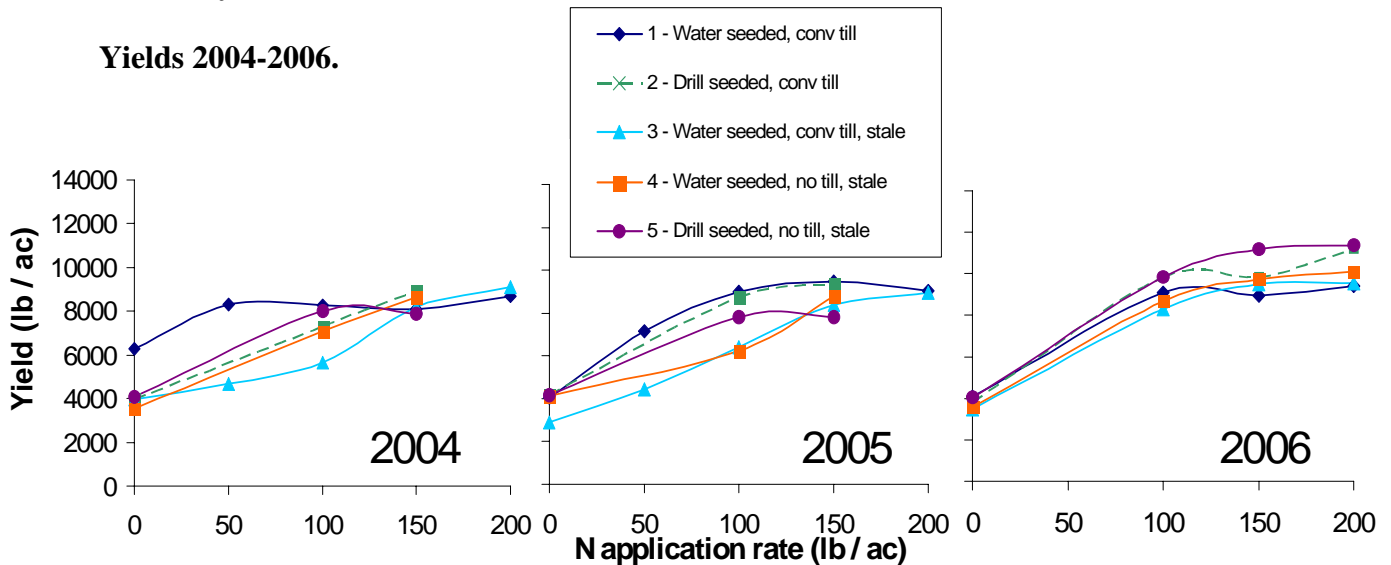 Yields 2004-2006.
1 - Water seeded, conv till
2 - Drill seeded, conv till
3 - Water seeded, conv till, stale
4 - Water seeded, no till, stale
5 - Drill seeded, no till, stale
Yield (lb / ac)
14000
12000
10000
8000
6000
4000
2000
0
2004
2005
2006
0 50 100 150 200
0 50 100 150 200
0 50 100 150 200
N application rate (lb / ac)